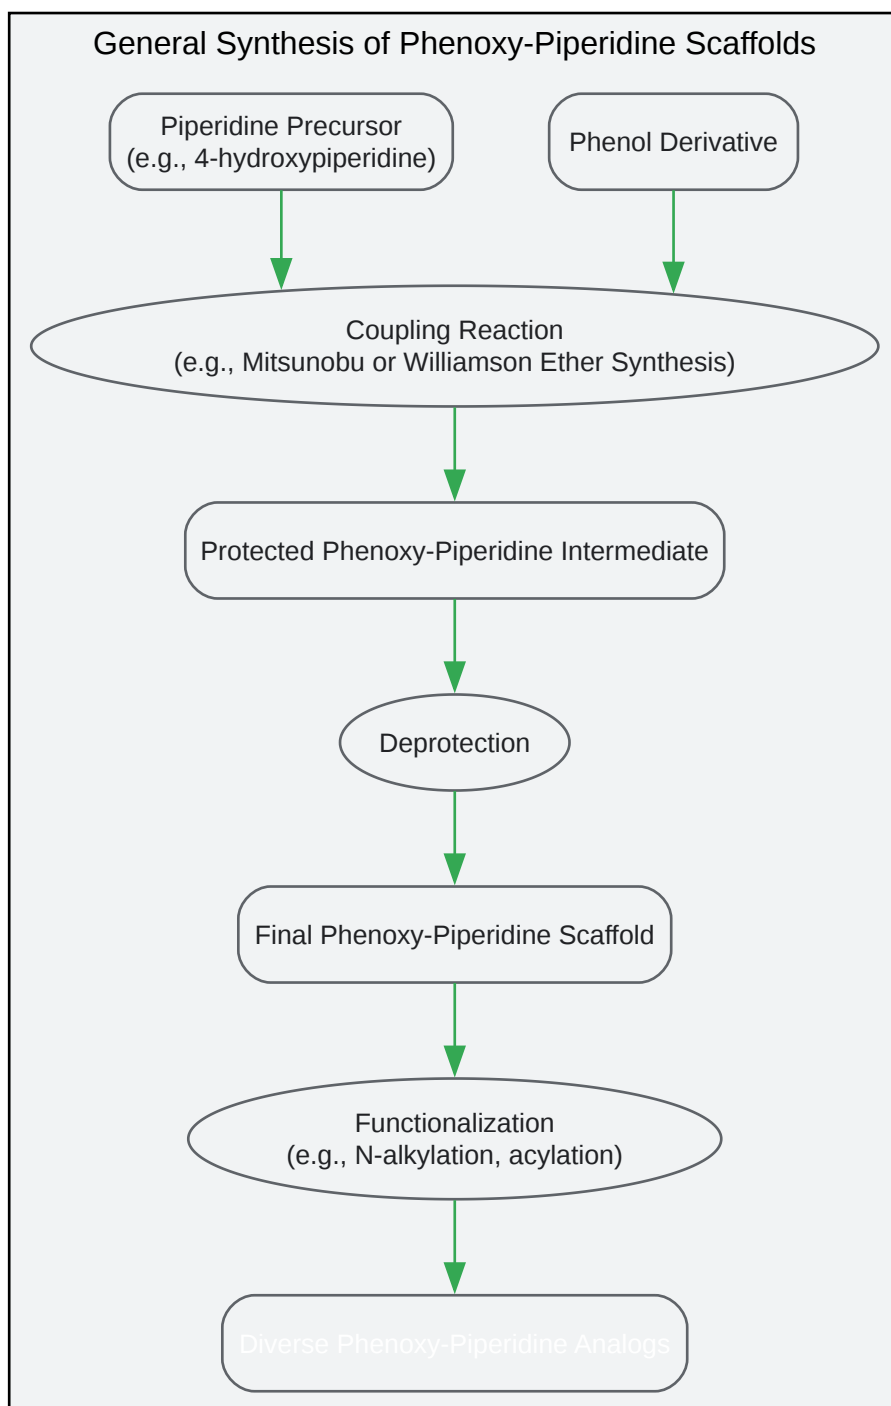 General Synthesis of Phenoxy-Piperidine Scaffolds
Piperidine Precursor
(e.g., 4-hydroxypiperidine)
Phenol Derivative
Coupling Reaction
(e.g., Mitsunobu or Williamson Ether Synthesis)
Protected Phenoxy-Piperidine Intermediate
Deprotection
Final Phenoxy-Piperidine Scaffold
Functionalization
(e.g., N-alkylation, acylation)
Diverse Phenoxy-Piperidine Analogs